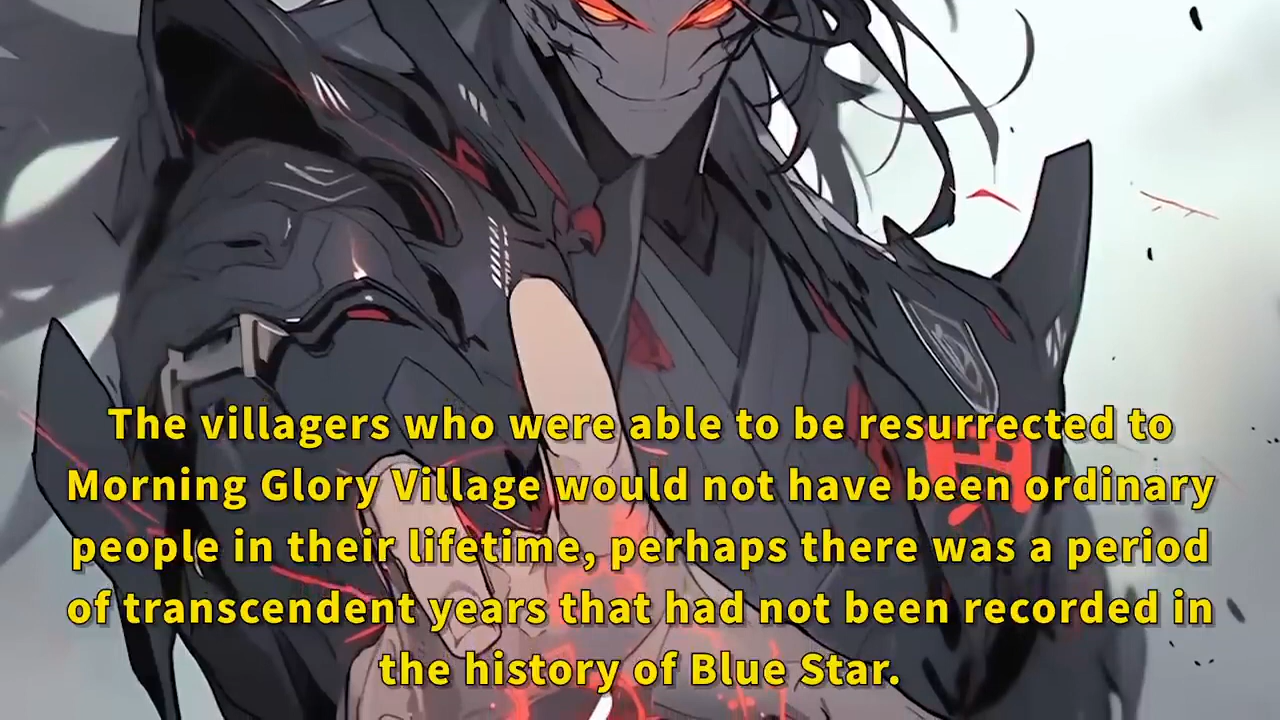 The villagers who were able to be resurrected to
Morning Glory Village would not have been ordinary
people in their lifetime, perhaps there was a period
of transcendent years that had not been recorded in
the history of Blue Star.